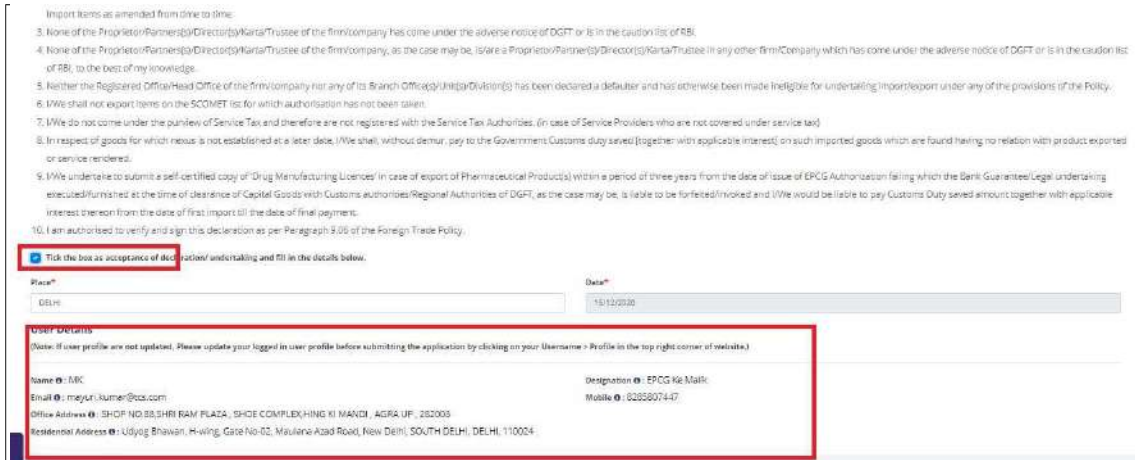 Import Items as amended from time to time.
3. None of the Proprietor/Partners(s)/Director(s)/Karta/Trustee of the firm/company has come under the adverse notice of DGFT or is in the caution list of RBI.
4. None of the Proprietor/Partners(s)/Director(s)/Karta/Trustee of the firm/company, as the case may be, is/are a Proprietor/Partner(s)/Director(s)/Karta/Trustee in any other firm/Company which has come under the adverse notice of DGFT or is in the caution list
of RBI, to the best of my knowledge.
5. Neither the Registered Office/Head Office of the firm/company nor any of its Branch Office(s)/Unit(s)/Division(s) has been declared a defaulter and has otherwise been made ineligible for undertaking import/export under any of the provisions of the Policy.
6. I/We shall not export items on the SCOMET list for which authorisation has not been taken.
7. I/We do not come under the purview of Service Tax and therefore are not registered with the Service Tax Authorities. (in case of Service Providers who are not covered under service tax)
8. In respect of goods for which nexus is not established at a later date, I/We shall, without demur, pay to the Government Customs duty saved [together with applicable interest] on such imported goods which are found having no relation with product exported
or service rendered.
9. I/We undertake to submit a self-certified copy of 'Drug Manufacturing Licences' in case of export of Pharmaceutical Product(s) within a period of three years from the date of issue of EPCG Authorization failing which the Bank Guarantee/Legal undertaking
executed/furnished at the time of clearance of Capital Goods with Customs authorities/Regional Authorities of DGFT, as the case may be, is liable to be forfeited/invoked and I/We would be liable to pay Customs Duty saved amount together with applicable
interest thereon from the date of first import till the date of final payment.
10. I am authorised to verify and sign this declaration as per Paragraph 9.06 of the Foreign Trade Policy.
Tick the box as acceptance of declaration/ undertaking and fill in the details below.
Place* Date*
DELHI 15/12/2020
User Details
(Note: If user profile are not updated, Please update your logged in user profile before submitting the application by clicking on your Username > Profile in the top right corner of website.)
Name : MK Designation : EPCG Ke Malik
Email : mayuri.kumar@tcs.com Mobile : 8285807447
Office Address : SHOP NO.88,SHRI RAM PLAZA , SHOE COMPLEX,HING KI MANDI , AGRA UP , 282003
Residential Address : Udyog Bhawan, H-wing, Gate No-02, Maulana Azad Road, New Delhi, SOUTH DELHI, DELHI, 110024